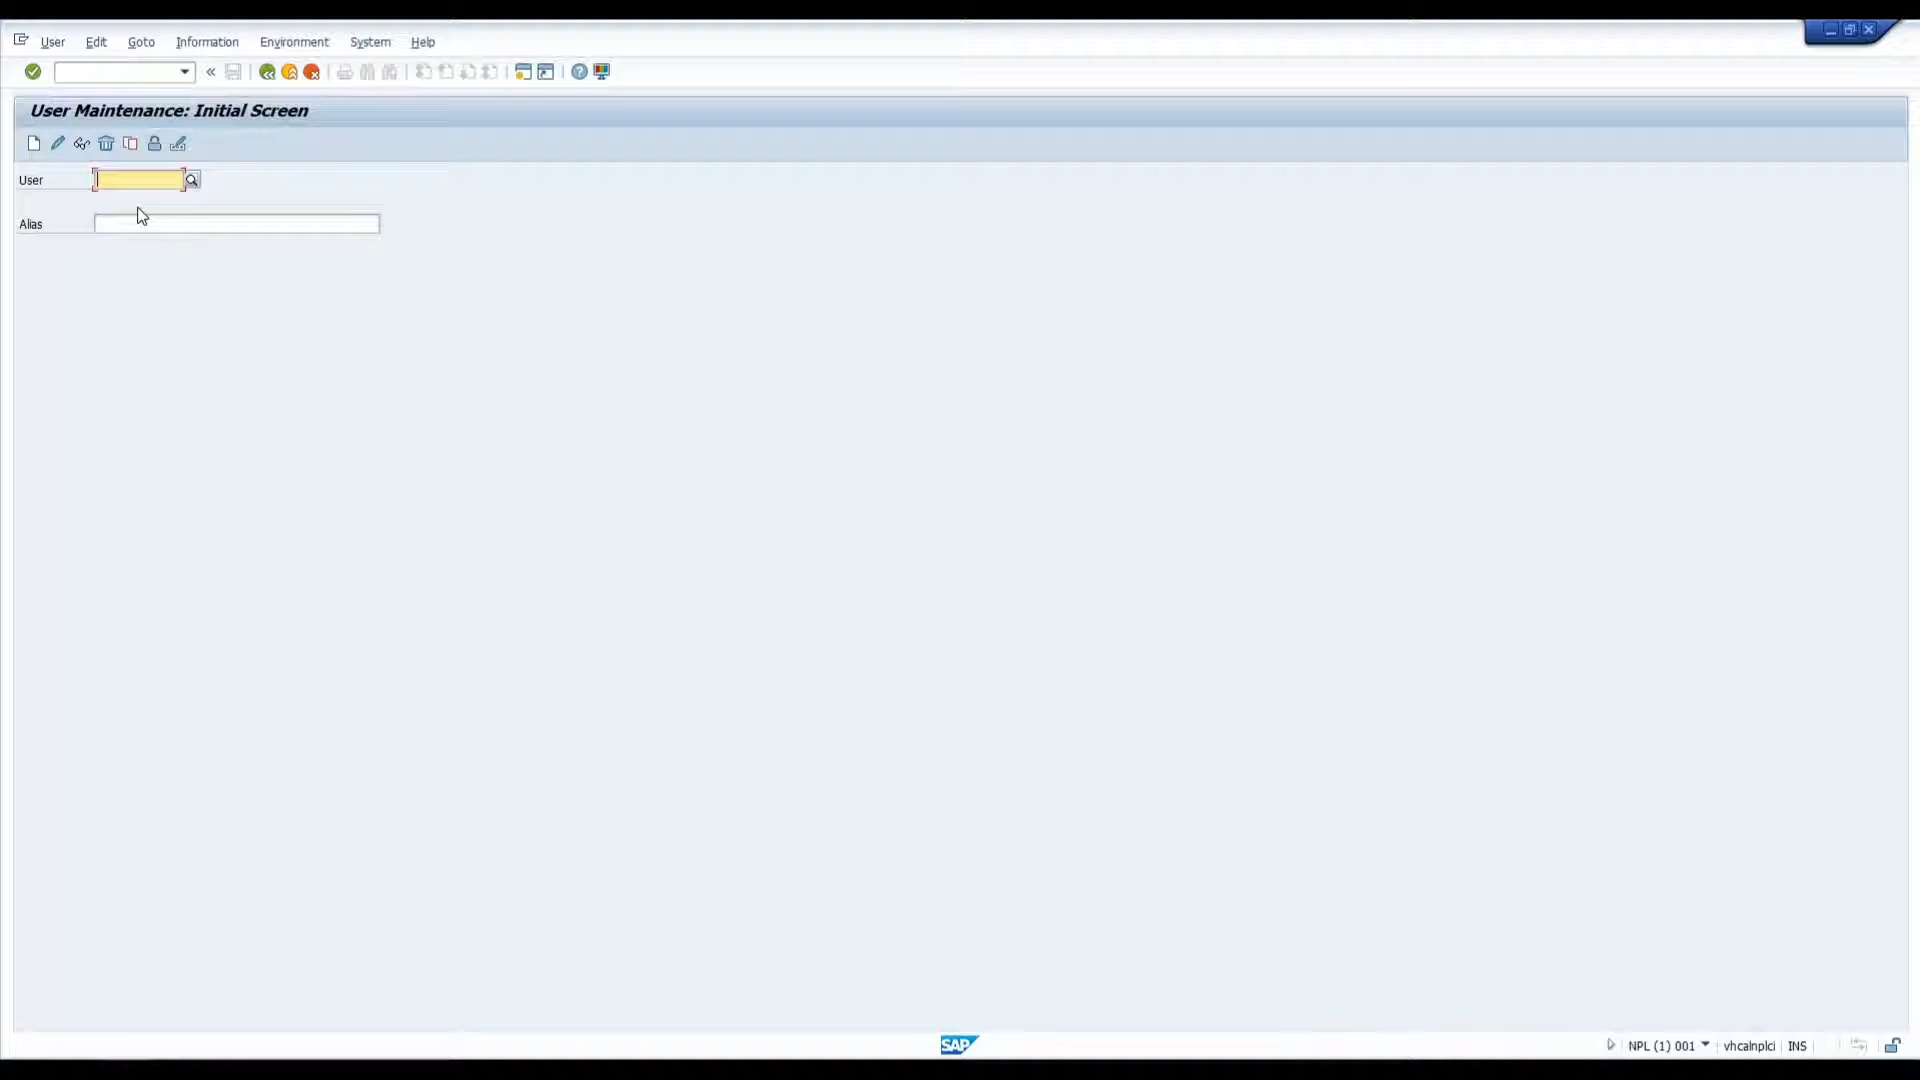 User Edit Goto Information Environment System Help
User Maintenance: Initial Screen
User
Alias
SAP
NPL (1) 001 vhcalnplci INS